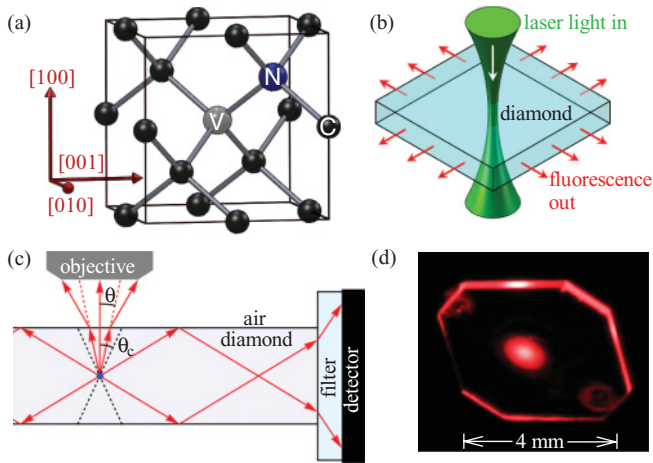 (a)
[100]
[001]
[010]
N
V
C
(b)
laser light in
diamond
fluorescence
out
(c)
objective
θ
θc
air
diamond
filter
detector
(d)
4 mm